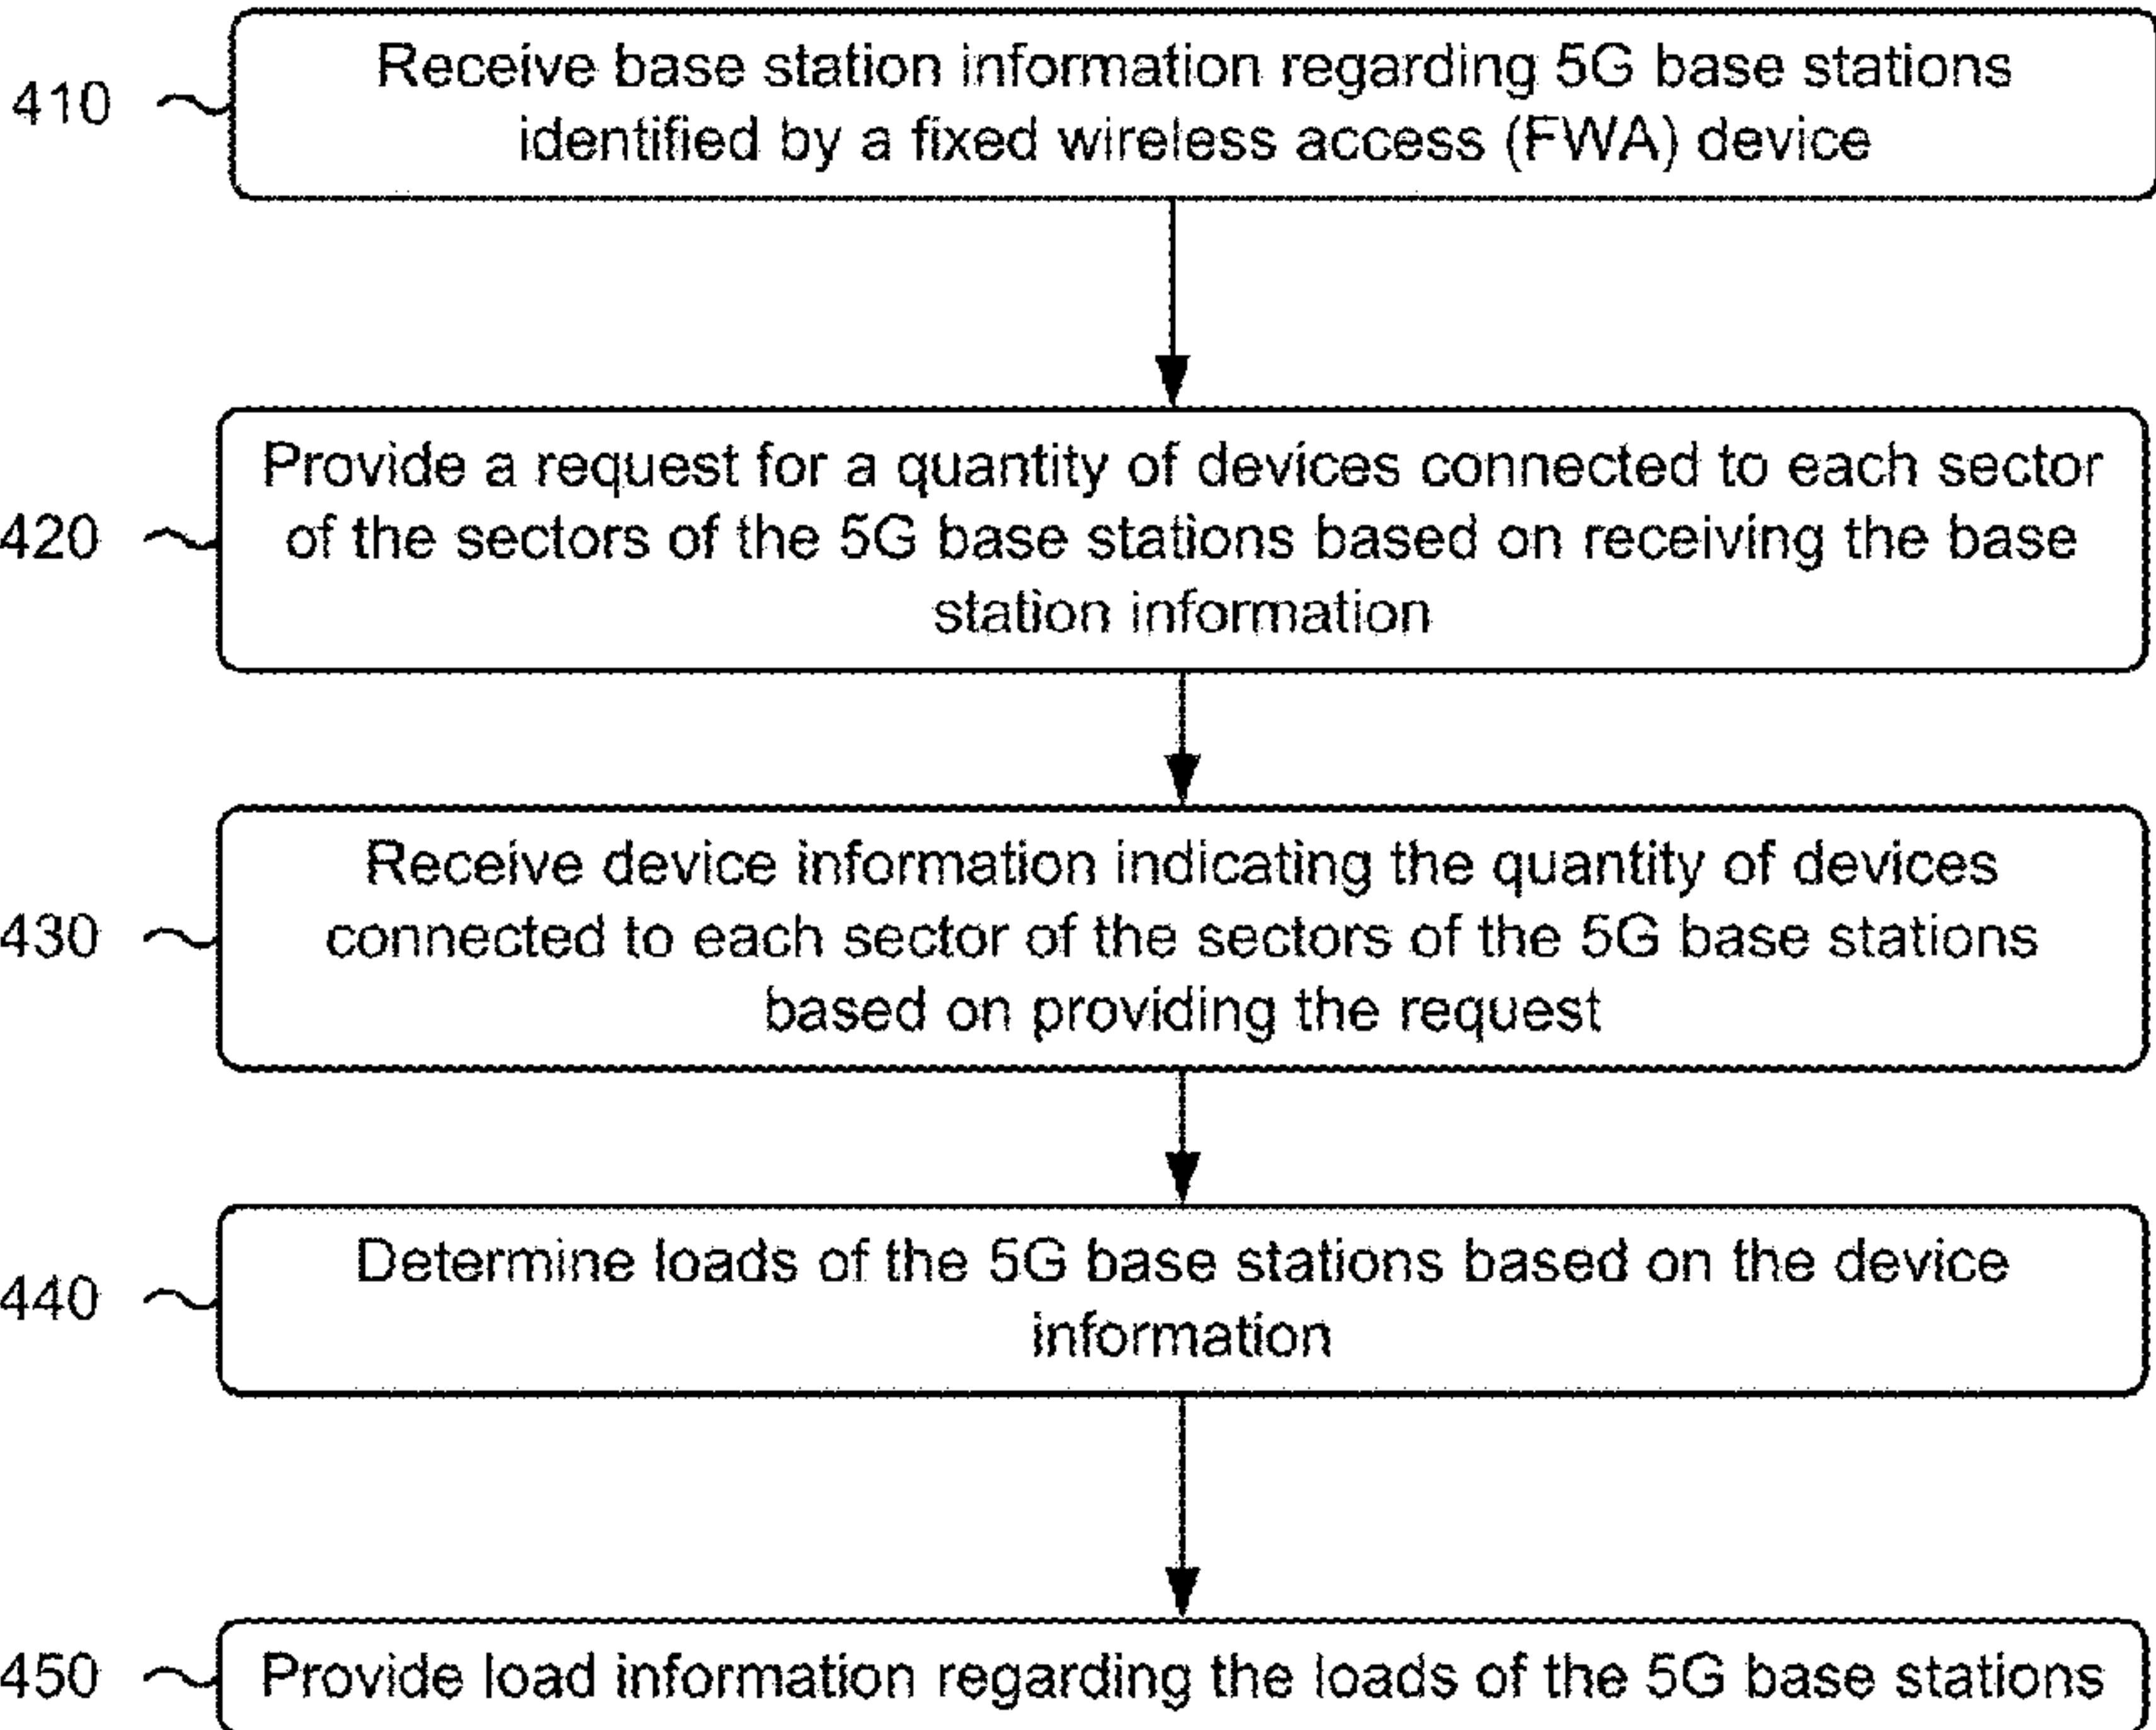 410
Receive base station information regarding 5G base stations
identified by a fixed wireless access (FWA) device
420
Provide a request for a quantity of devices connected to each sector
of the sectors of the 5G base stations based on receiving the base
station information
430
Receive device information indicating the quantity of devices
connected to each sector of the sectors of the 5G base stations
based on providing the request
440
Determine loads of the 5G base stations based on the device
information
450
Provide load information regarding the loads of the 5G base stations